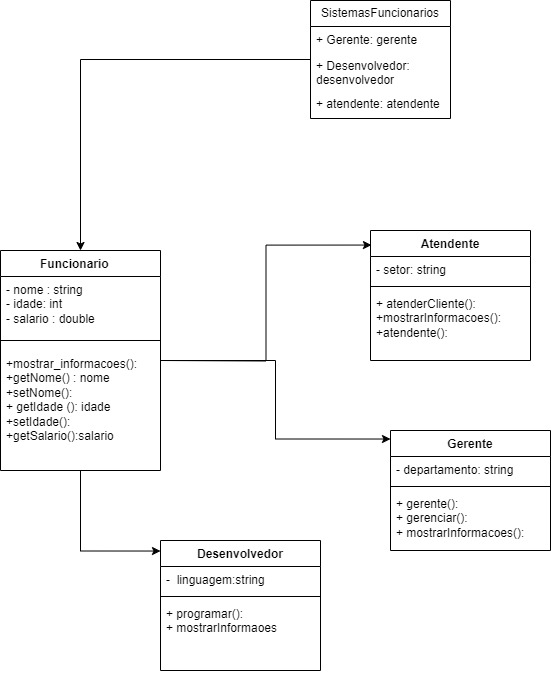 SistemasFuncionarios
+ Gerente: gerente
+ Desenvolvedor:
desenvolvedor
+ atendente: atendente
Funcionario
- nome : string
- idade: int
- salario : double
+mostrar_informacoes():
+getNome() : nome
+setNome():
+ getIdade (): idade
+setIdade():
+getSalario():salario
Atendente
- setor: string
+ atenderCliente():
+mostrarInformacoes():
+atendente():
Gerente
- departamento: string
+ gerente():
+ gerenciar():
+ mostrarInformacoes():
Desenvolvedor
- linguagem:string
+ programar():
+ mostrarInformaoes